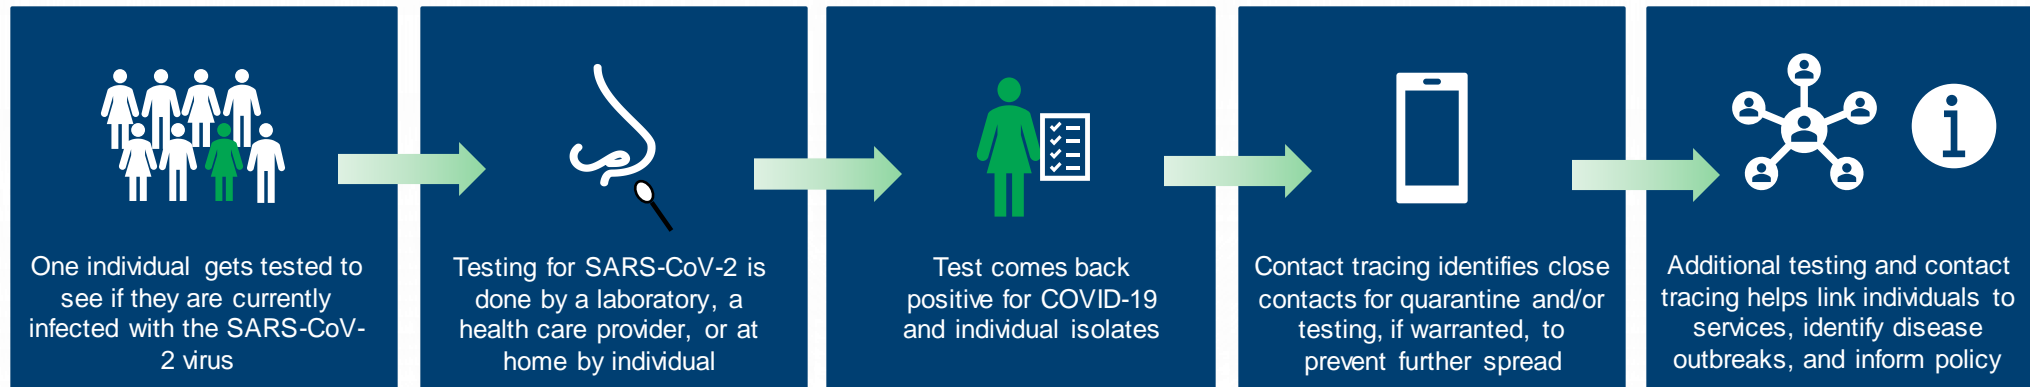 One individual gets tested to
see if they are currently
infected with the SARS-CoV-
2 virus
Testing for SARS-CoV-2 is
done by a laboratory, a
health care provider, or at
home by individual
Test comes back
positive for COVID-19
and individual isolates
Contact tracing identifies close
contacts for quarantine and/or
testing, if warranted, to
prevent further spread
Additional testing and contact
tracing helps link individuals to
services, identify disease
outbreaks, and inform policy